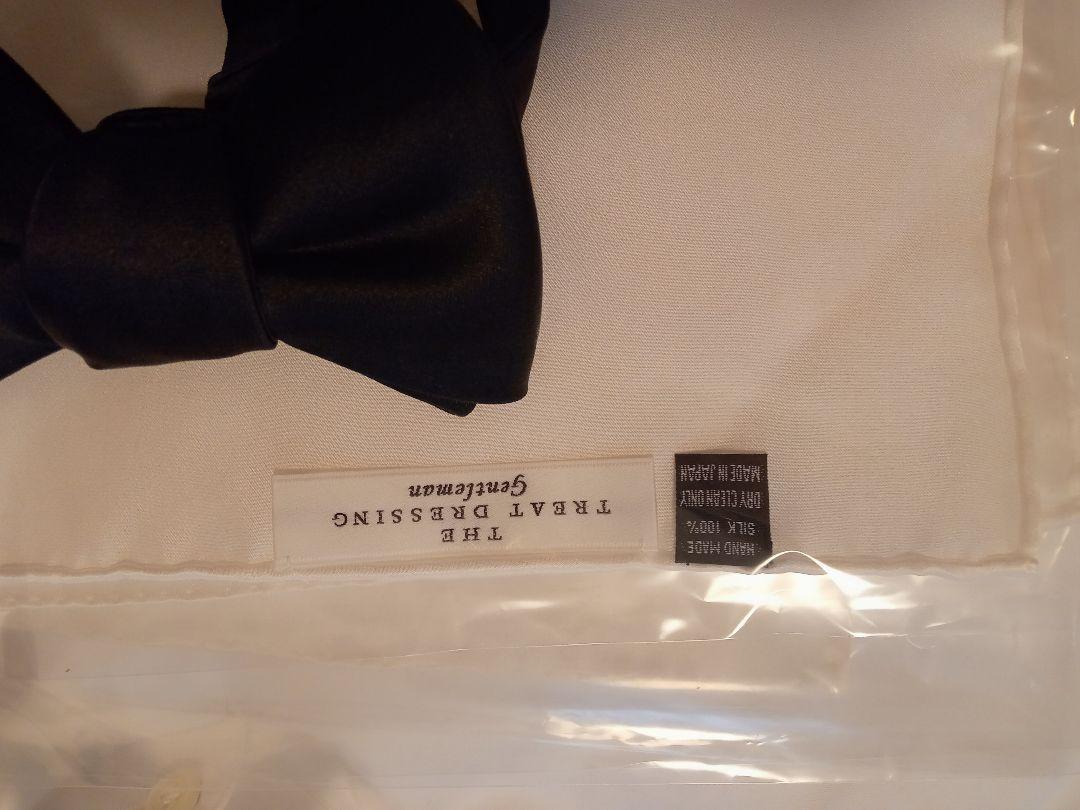 THE
TREAT DRESSING
Gentleman
HAND MADE
SILK 100%
DRY CLEAN ONLY
MADE IN JAPAN